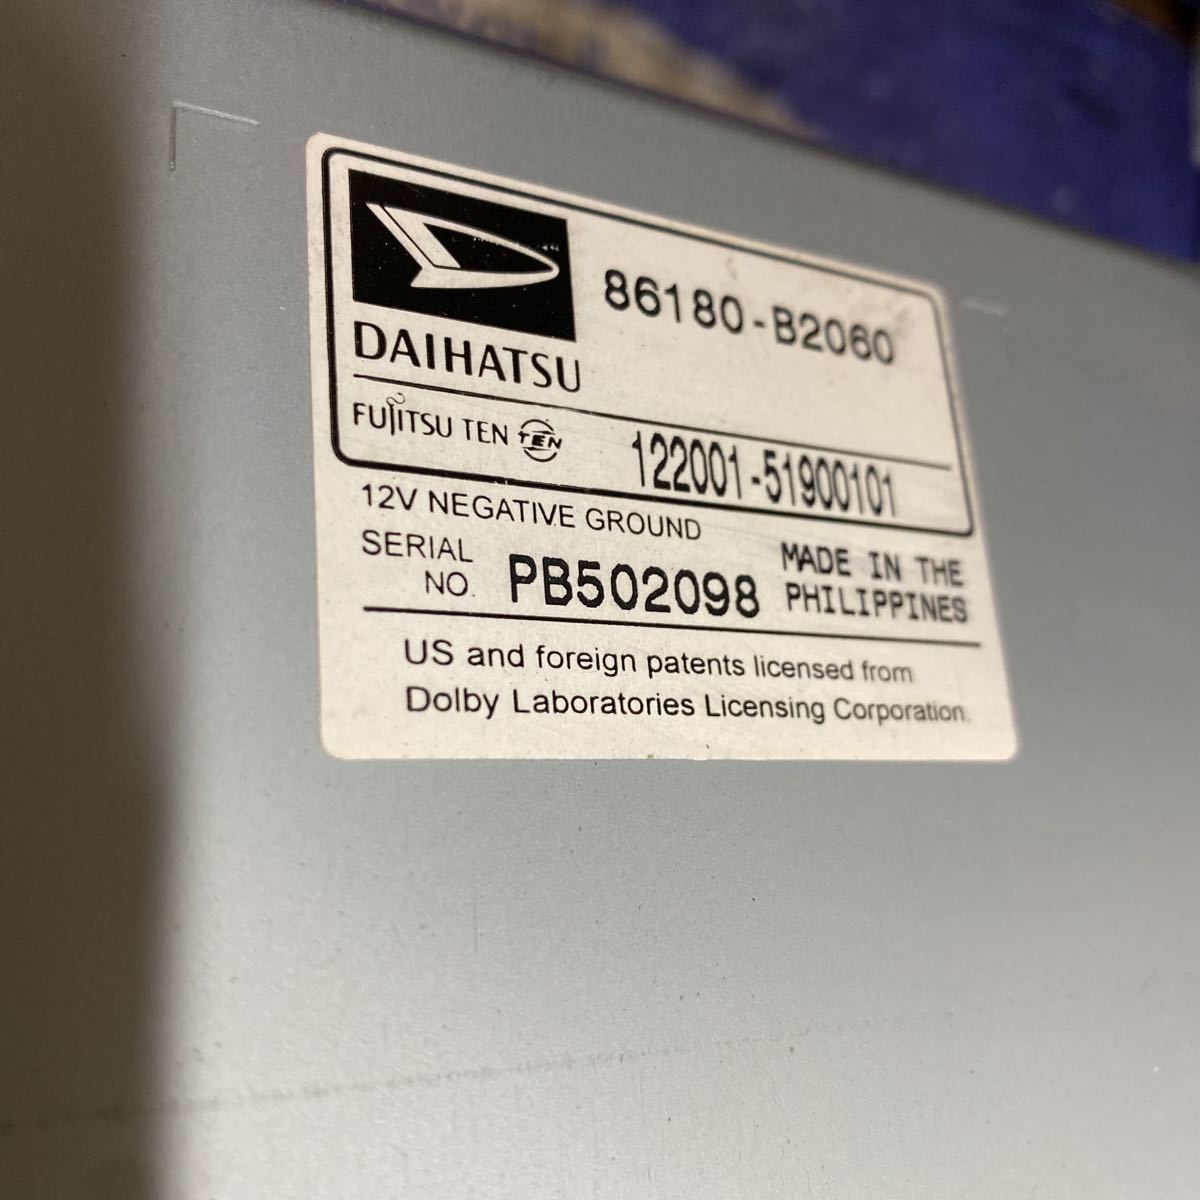 86180-B2060
DAIHATSU
FUJITSU TEN TEN 122001-51900101
12V NEGATIVE GROUND
SERIAL
NO. PB502098
MADE IN THE
PHILIPPINES
US and foreign patents licensed from
Dolby Laboratories Licensing Corporation.